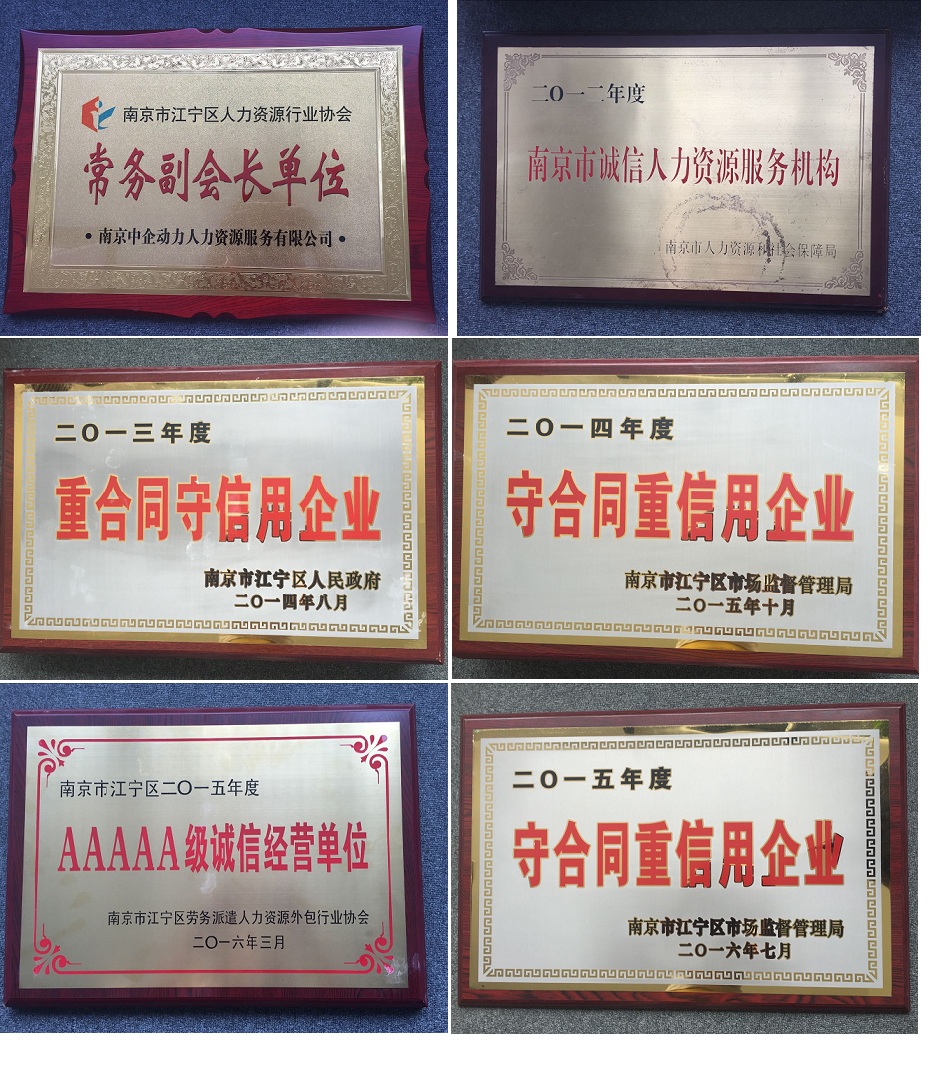 南京市江宁区人力资源行业协会
常务副会长单位
·南京中企动力人力资源服务有限公司·
二〇一二年度
南京市诚信人力资源服务机构
南京市人力资源和社会保障局
二〇一三年度
重合同守信用企业
南京市江宁区人民政府
二〇一四年八月
二〇一四年度
守合同重信用企业
南京市江宁区市场监督管理局
二〇一五年十月
南京市江宁区二〇一五年度
AAAAA级诚信经营单位
南京市江宁区劳务派遣人力资源外包行业协会
二〇一六年三月
二〇一五年度
守合同重信用企业
南京市江宁区市场监督管理局
二〇一六年七月